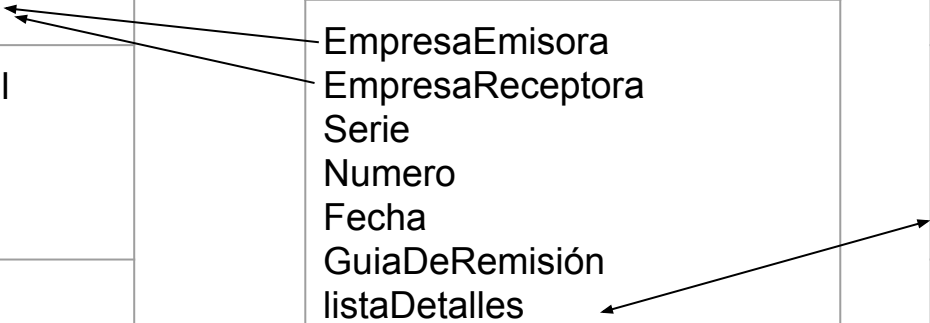 EmpresaEmisora
EmpresaReceptora
l
Serie
Numero
Fecha
GuiaDeRemisión
listaDetalles